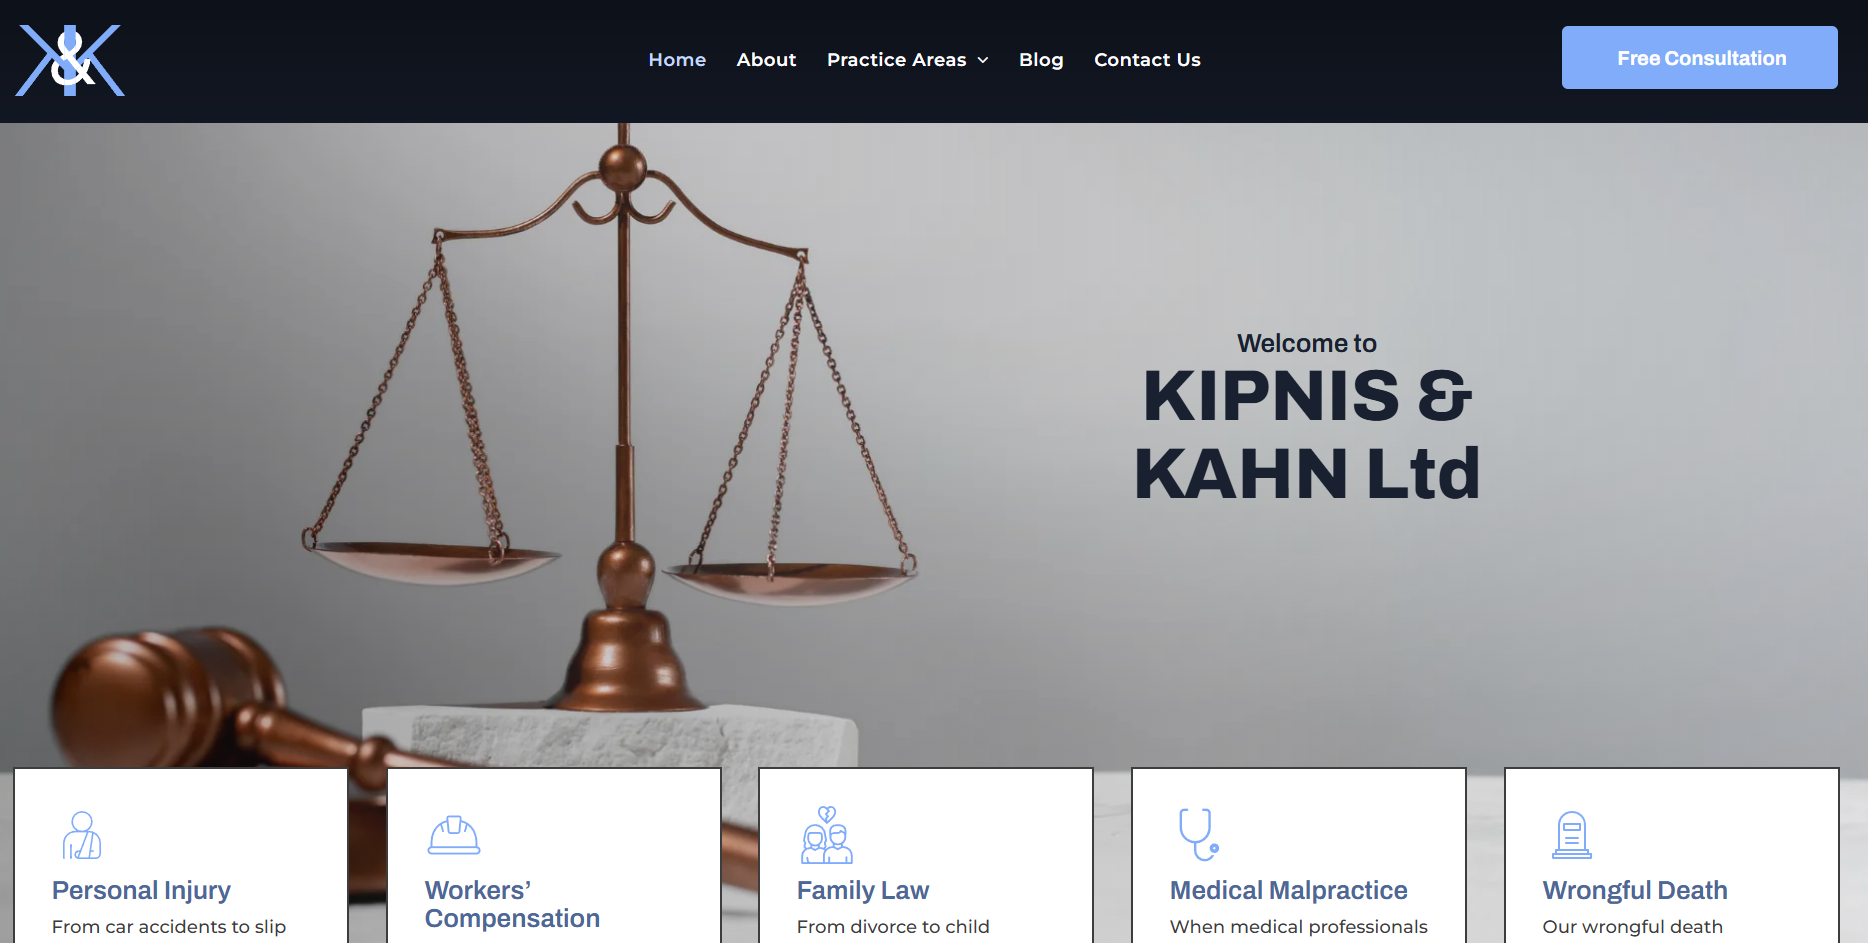 K&K
Home About Practice Areas Blog Contact Us
Free Consultation
Welcome to
KIPNIS &
KAHN Ltd
Personal Injury
From car accidents to slip
Workers’
Compensation
Family Law
From divorce to child
Medical Malpractice
When medical professionals
Wrongful Death
Our wrongful death